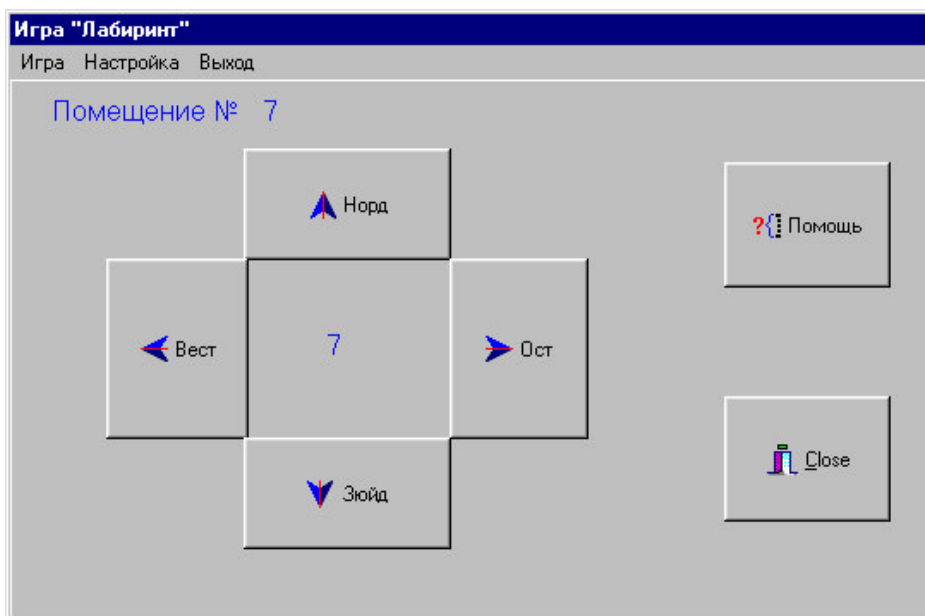 Игра "Лабиринт"
Игра Настройка Выход
Помещение № 7
Норд
?{ Помощь
Вест
7
Ост
Зюйд
Close